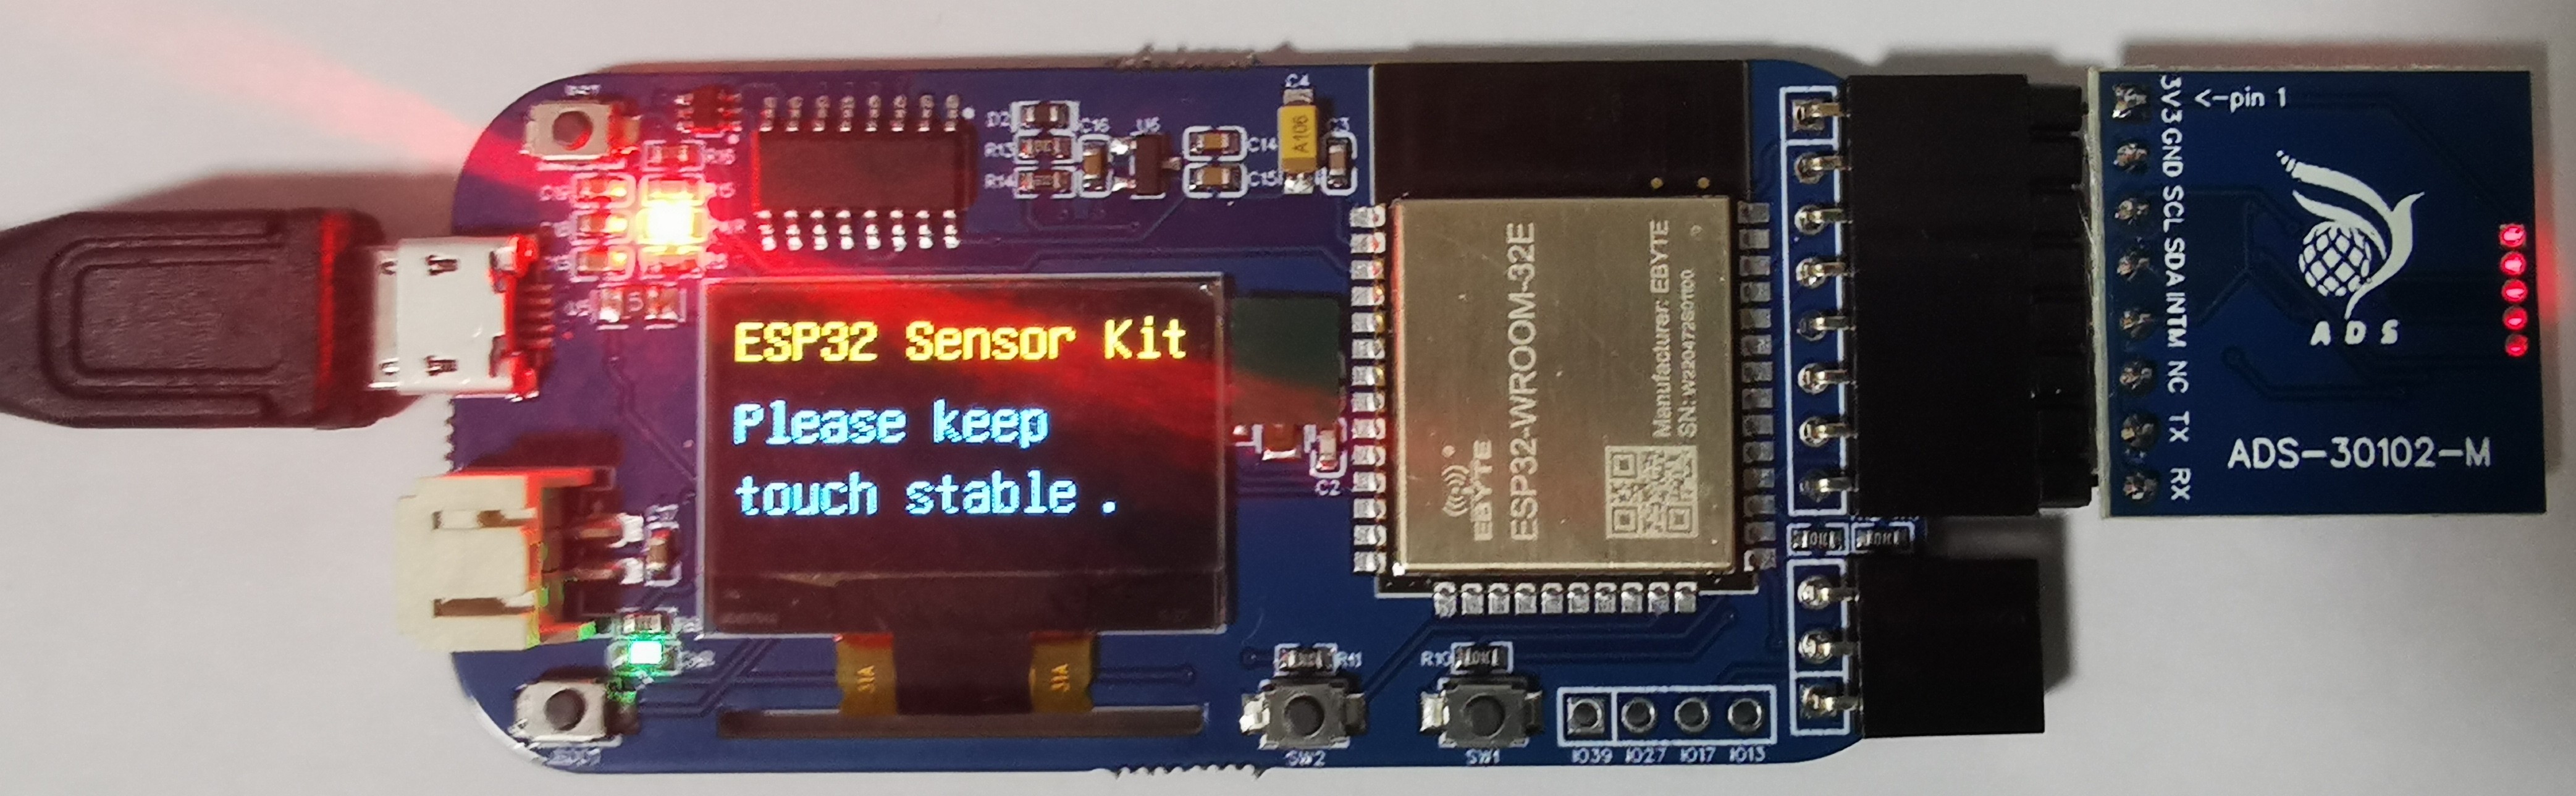 ESP32 Sensor Kit
Please keep
touch stable .
D2
R13
R14
C16
U6
C14
C15
C4
A106
C3
R16
R15
C2
31A
31A
R11
R10
SW2
SW1
IO39
IO27
IO17
IO13
EBYTE
ESP32-WROOM-32E
Manufacturer: EBYTE
<-pin 1
3V3
GND
SCL
SDA
INTM
NC
TX
RX
ADS
ADS-30102-M